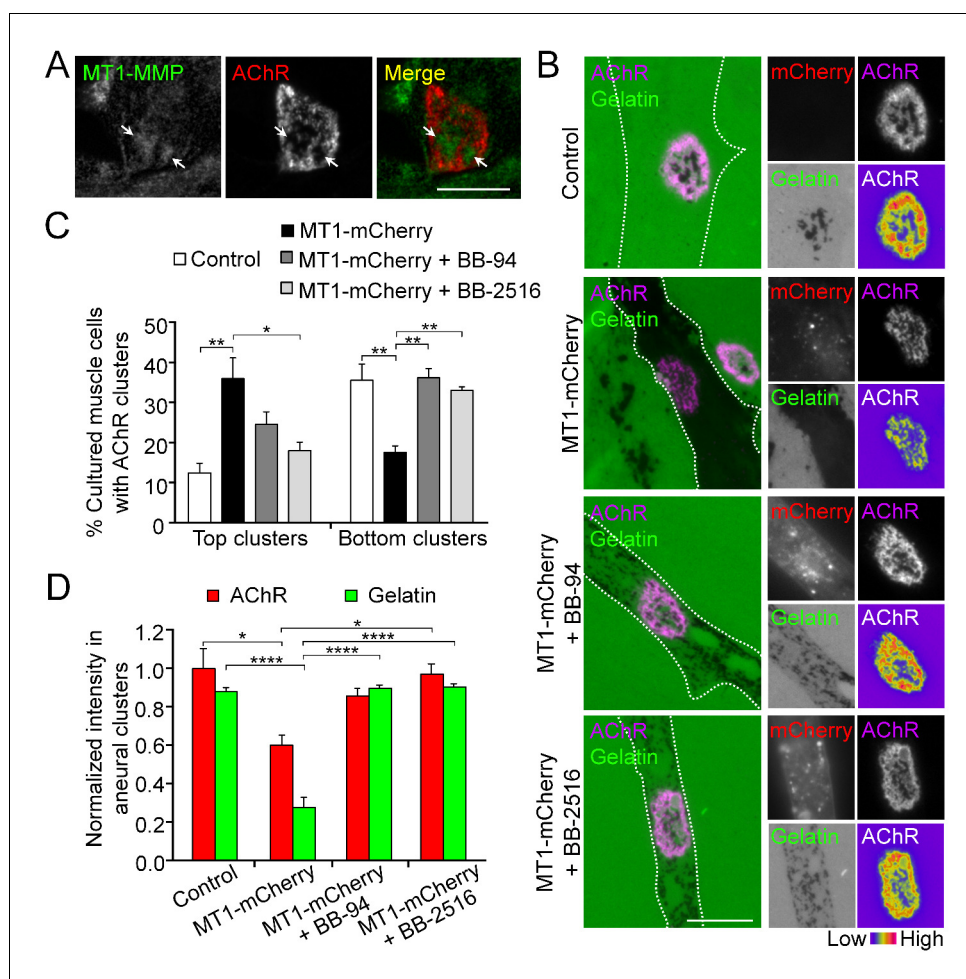 A
MT1-MMP
AChR
Merge
B
Control
AChR
Gelatin
mCherry
AChR
Gelatin
AChR
MT1-mCherry
AChR
Gelatin
mCherry
AChR
Gelatin
AChR
MT1-mCherry
+ BB-94
AChR
Gelatin
mCherry
AChR
Gelatin
AChR
MT1-mCherry
+ BB-2516
AChR
Gelatin
mCherry
AChR
Gelatin
AChR
Low High
C
Control
MT1-mCherry
MT1-mCherry + BB-94
MT1-mCherry + BB-2516
% Cultured muscle cells
with AChR clusters
50
40
30
20
10
0
** *
** ** **
Top clusters Bottom clusters
D
AChR Gelatin
Normalized intensity in
aneural clusters
1.2
1.0
0.8
0.6
0.4
0.2
0.0
* *
**** **** ****
Control
MT1-mCherry
MT1-mCherry
+ BB-94
MT1-mCherry
+ BB-2516